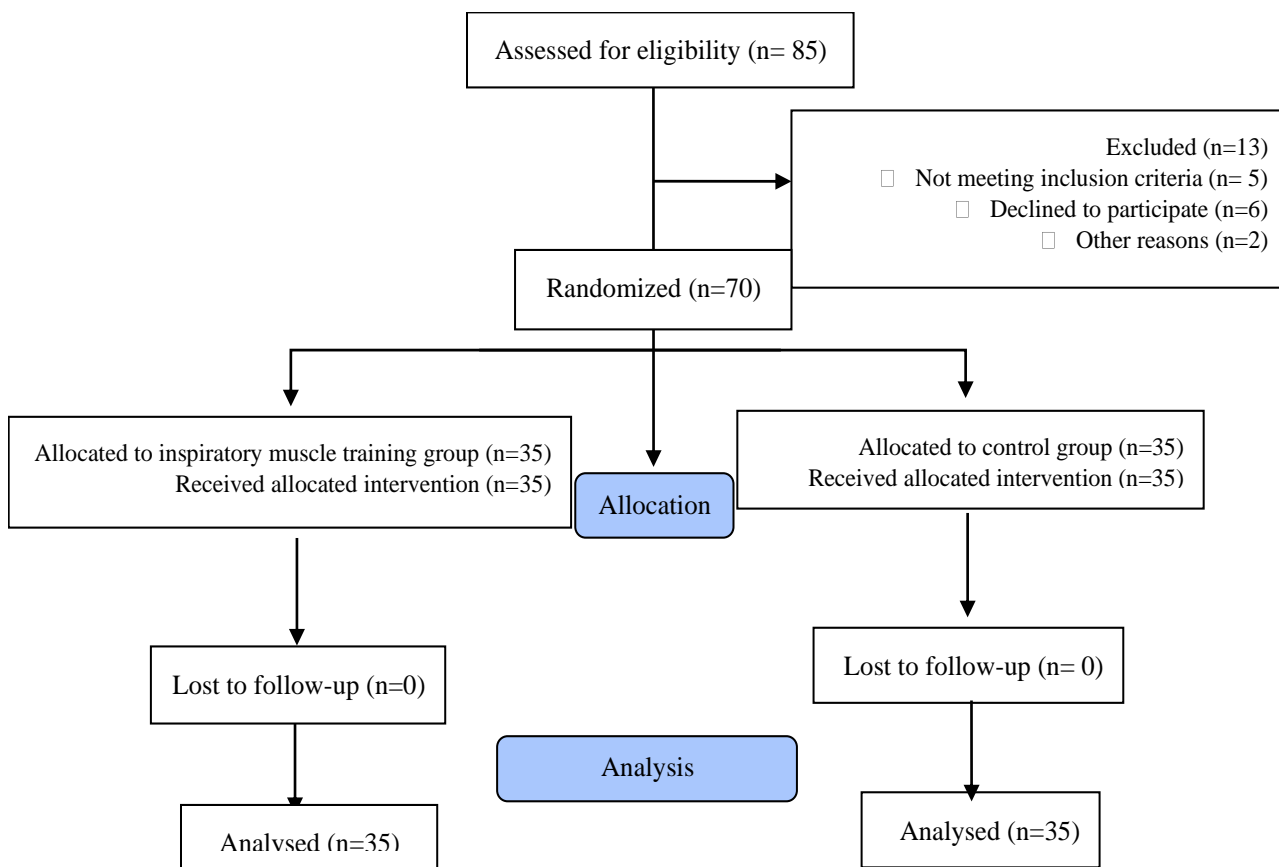 Assessed for eligibility (n= 85)
Excluded (n=13)
Not meeting inclusion criteria (n= 5)
Declined to participate (n=6)
Other reasons (n=2)
Randomized (n=70)
Allocated to inspiratory muscle training group (n=35)
Received allocated intervention (n=35)
Allocation
Allocated to control group (n=35)
Received allocated intervention (n=35)
Lost to follow-up (n=0)
Lost to follow-up (n= 0)
Analysis
Analysed (n=35)
Analysed (n=35)